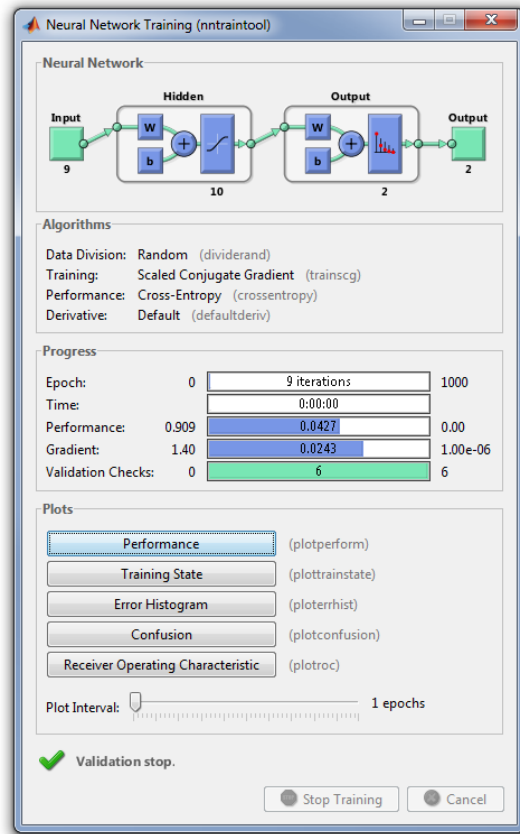 Neural Network Training (nntraintool)
Neural Network
Hidden Output
Input Output
W W
b b
9 10 2 2
Algorithms
Data Division: Random (dividerand)
Training: Scaled Conjugate Gradient (trainscg)
Performance: Cross-Entropy (crossentropy)
Derivative: Default (defaultderiv)
Progress
Epoch: 0 9 iterations 1000
Time: 0:00:00
Performance: 0.909 0.0427 0.00
Gradient: 1.40 0.0243 1.00e-06
Validation Checks: 0 6 6
Plots
Performance (plotperform)
Training State (plottrainstate)
Error Histogram (ploterrhist)
Confusion (plotconfusion)
Receiver Operating Characteristic (plotroc)
Plot Interval: 1 epochs
Validation stop.
Stop Training Cancel